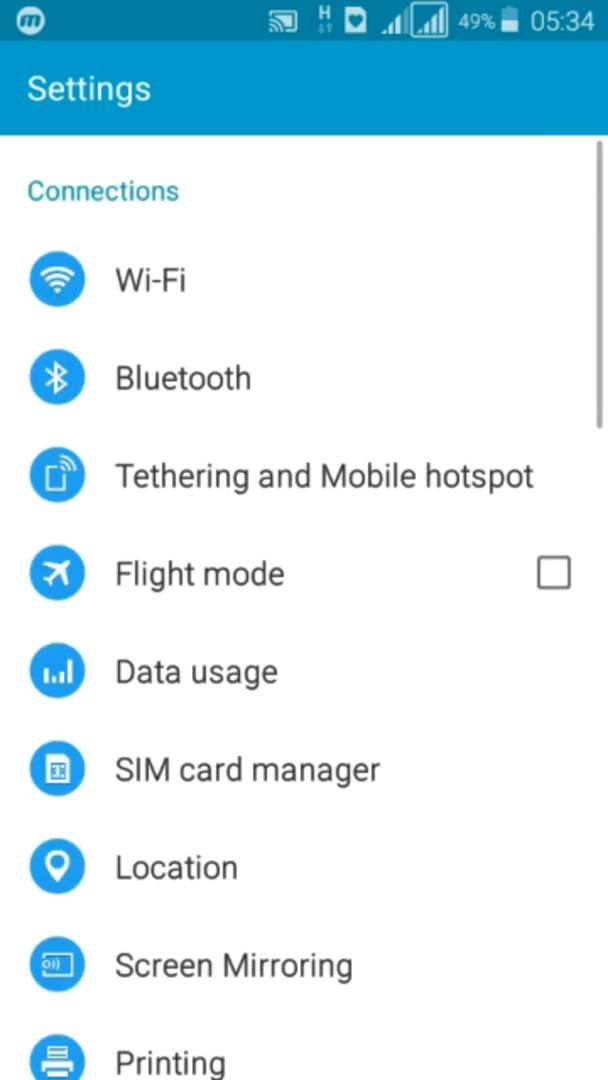 H 49% 05:34
Settings
Connections
Wi-Fi
Bluetooth
Tethering and Mobile hotspot
Flight mode
Data usage
SIM card manager
Location
Screen Mirroring
Printing